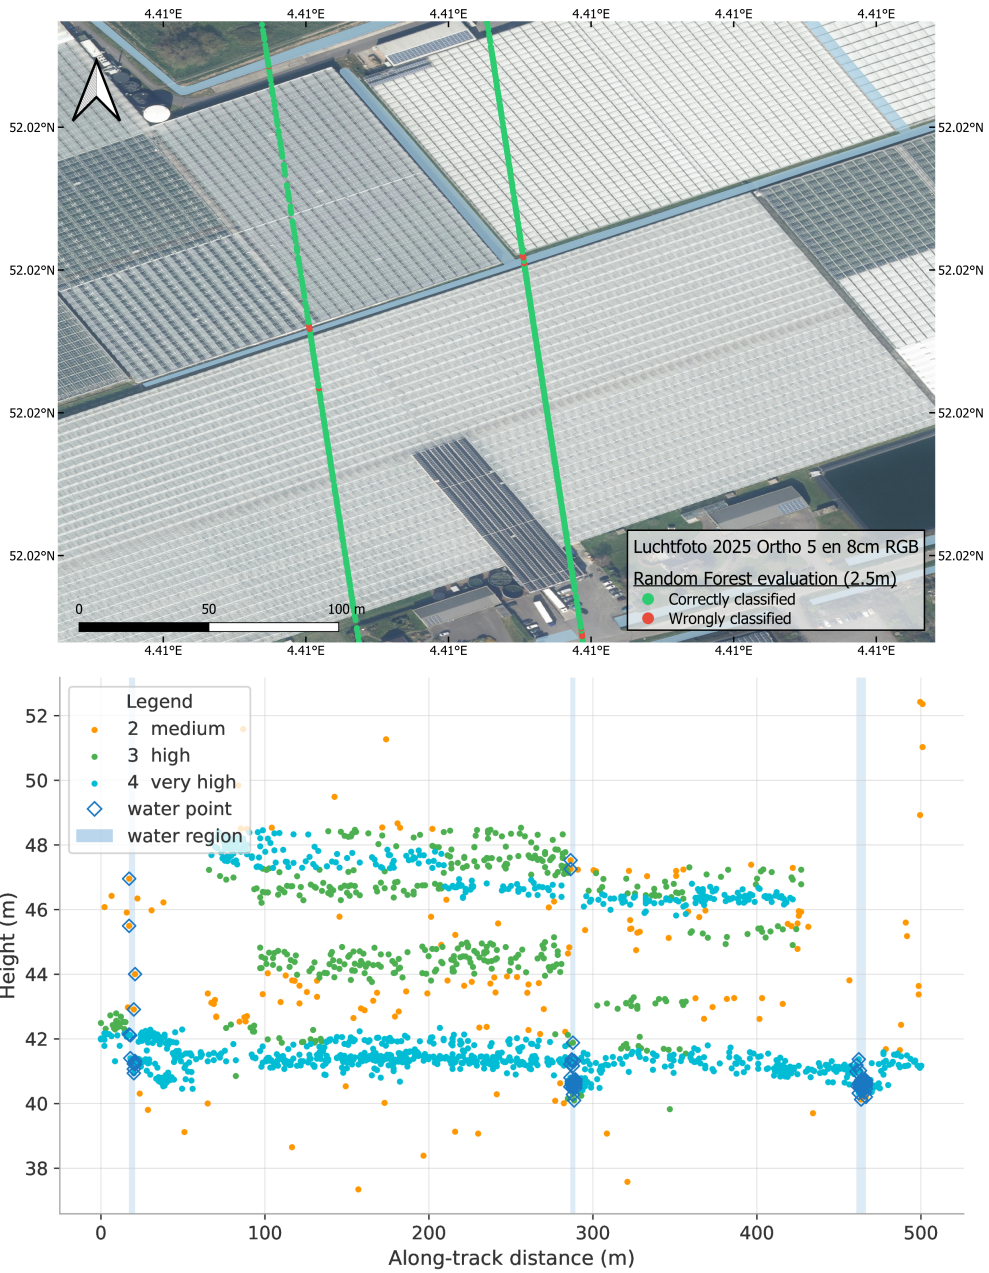 4.41°E 4.41°E 4.41°E 4.41°E 4.41°E 4.41°E
52.02°N 52.02°N
52.02°N 52.02°N
52.02°N 52.02°N
52.02°N 52.02°N
Luchtfoto 2025 Ortho 5 en 8cm RGB
Random Forest evaluation (2.5m)
Correctly classified
Wrongly classified
0 50 100 m
4.41°E 4.41°E 4.41°E 4.41°E 4.41°E 4.41°E
Legend
2 medium
3 high
4 very high
water point
water region
52
50
48
46
44
42
40
38
Height (m)
0 100 200 300 400 500
Along-track distance (m)